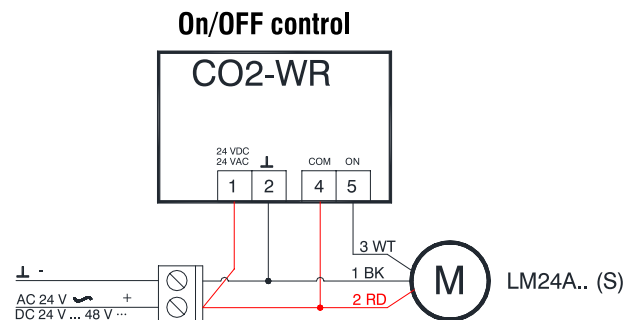 On/OFF control
CO2-WR
24 VDC
24 VAC ⊥ COM ON
1 2 4 5
3 WT
⊥ - 1 BK M LM24A.. (S)
AC 24 V + 2 RD
DC 24 V ... 48 V ⎓